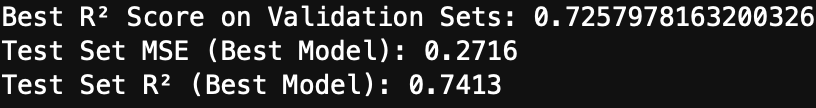 Best R² Score on Validation Sets: 0.7257978163200326
Test Set MSE (Best Model): 0.2716
Test Set R² (Best Model): 0.7413